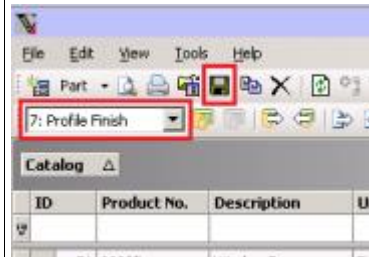 File Edit View Tools Help
Part
7: Profile Finish
Catalog
ID Product No. Description U